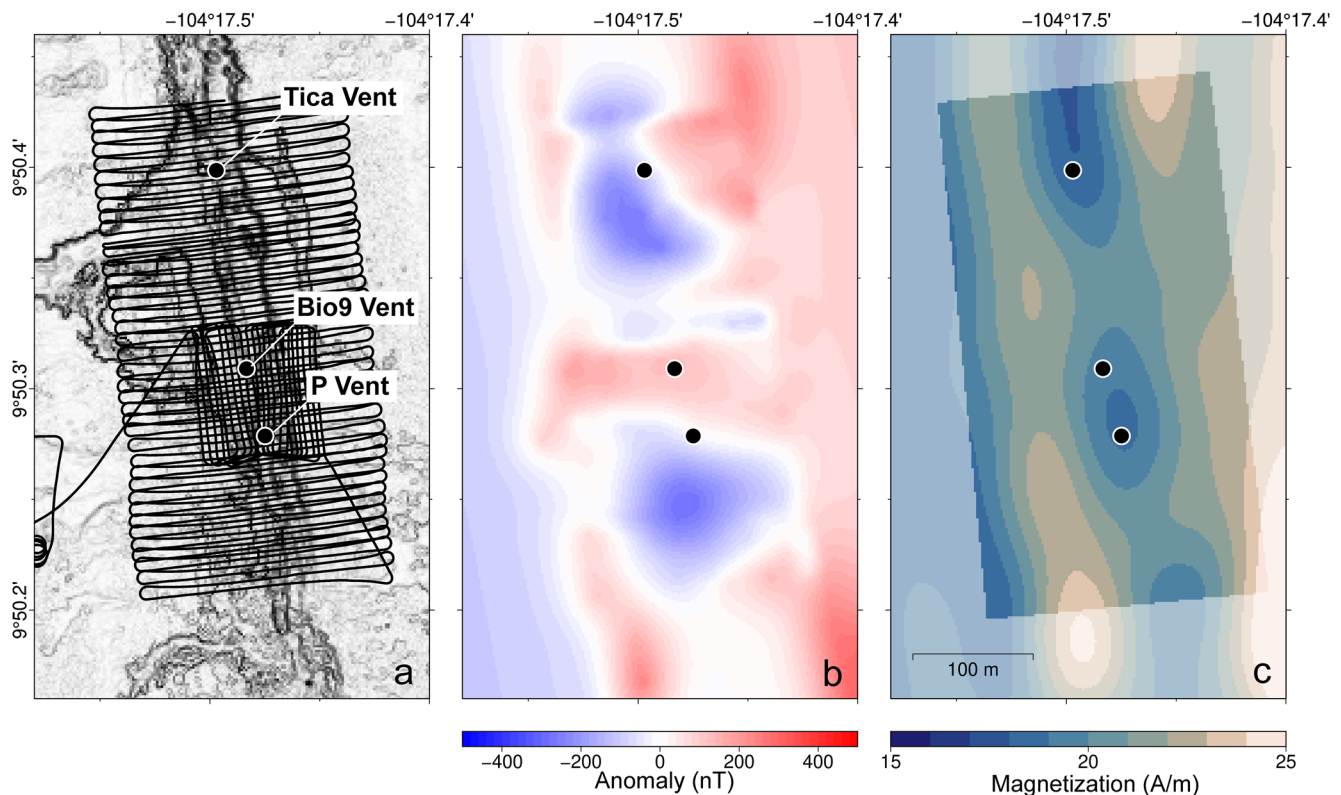 −104°17.5' −104°17.4' −104°17.5' −104°17.4' −104°17.5' −104°17.4'
9°50.4'
9°50.3'
9°50.2'
Tica Vent
Bio9 Vent
P Vent
a
b
100 m
c
−400 −200 0 200 400
Anomaly (nT)
15 20 25
Magnetization (A/m)